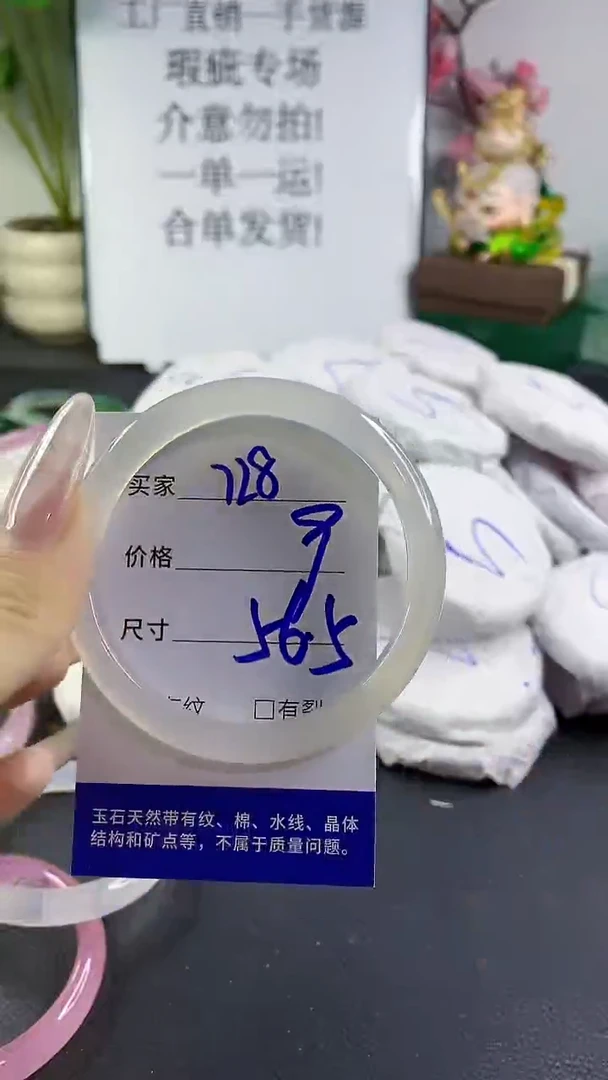 工厂直销一手货源
瑕疵专场
介意勿拍!
一单一运!
合单发货!
买家 728
价格 9
尺寸 56.5
纹 □有裂
玉石天然带有纹、棉、水线、晶体
结构和矿点等，不属于质量问题。